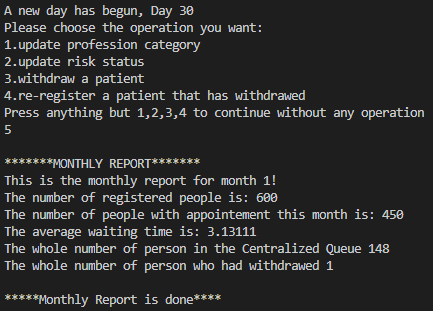 A new day has begun, Day 30
Please choose the operation you want:
1.update profession category
2.update risk status
3.withdraw a patient
4.re-register a patient that has withdrawed
Press anything but 1,2,3,4 to continue without any operation
5

*******MONTHLY REPORT*******
This is the monthly report for month 1!
The number of registered people is: 600
The number of people with appointement this month is: 450
The average waiting time is: 3.13111
The whole number of person in the Centralized Queue 148
The whole number of person who had withdrawed 1

*****Monthly Report is done****